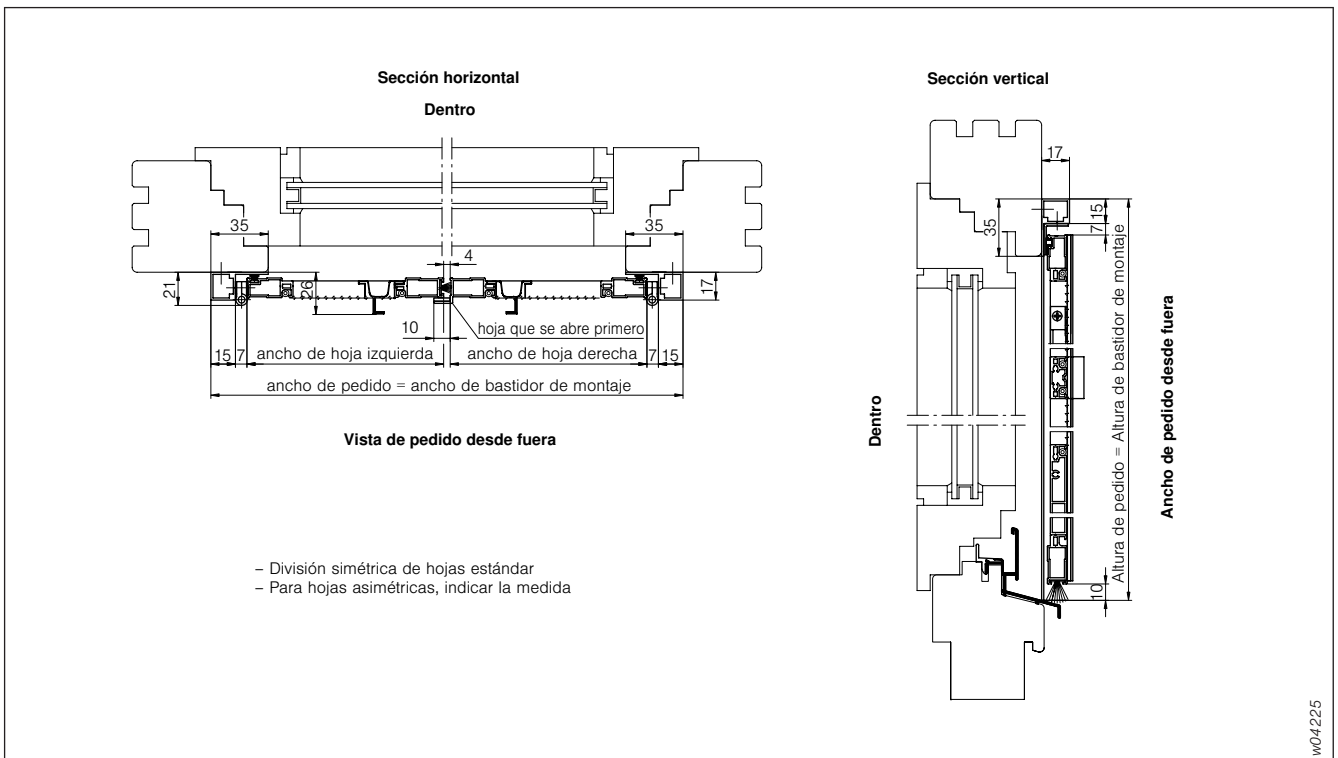 Sección horizontal
Dentro
35
35
4
21
26
17
10
hoja que se abre primero
15
7
ancho de hoja izquierda
ancho de hoja derecha
7
15
ancho de pedido = ancho de bastidor de montaje
Vista de pedido desde fuera
– División simétrica de hojas estándar
– Para hojas asimétricas, indicar la medida
Sección vertical
17
35
15
7
Dentro
Altura de pedido = Altura de bastidor de montaje
Ancho de pedido desde fuera
10
w04225